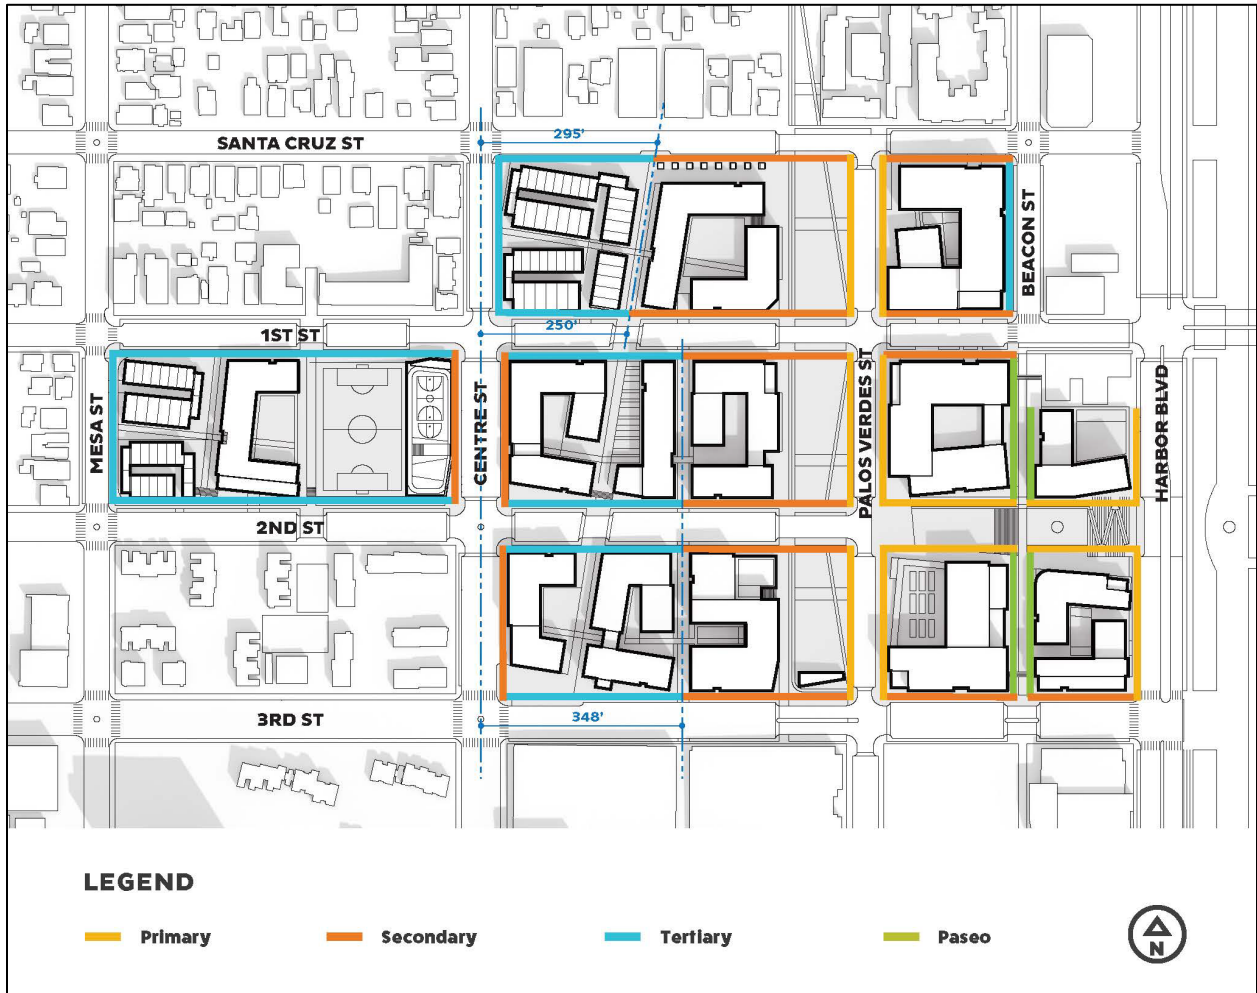 295'
SANTA CRUZ ST
BEACON ST
250'
1ST ST
MESA ST
CENTRE ST
PALOS VERDES ST
HARBOR BLVD
2ND ST
3RD ST
348'
LEGEND
Primary
Secondary
Tertiary
Paseo
N